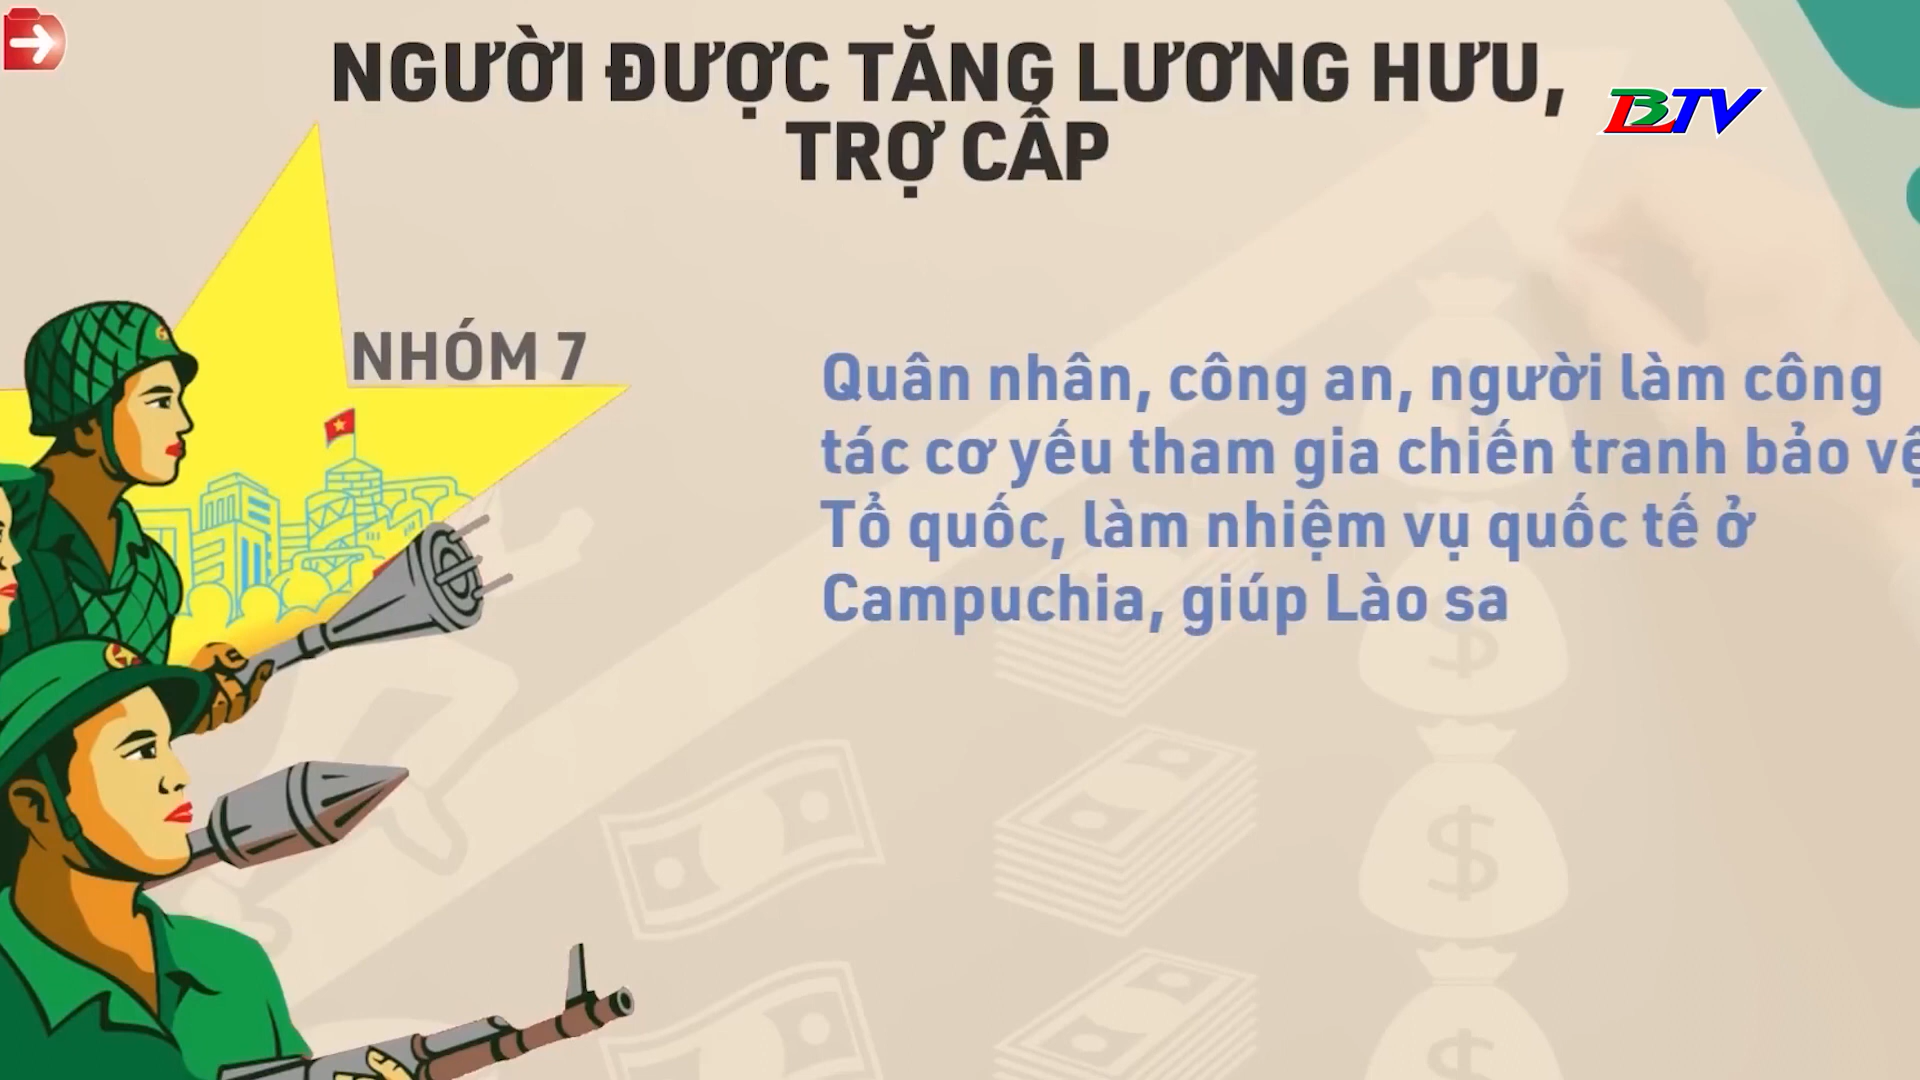 NGƯỜI ĐƯỢC TĂNG LƯƠNG HƯU,
TRỢ CẤP
BTV
NHÓM 7
Quân nhân, công an, người làm công
tác cơ yếu tham gia chiến tranh bảo vệ
Tổ quốc, làm nhiệm vụ quốc tế ở
Campuchia, giúp Lào sa